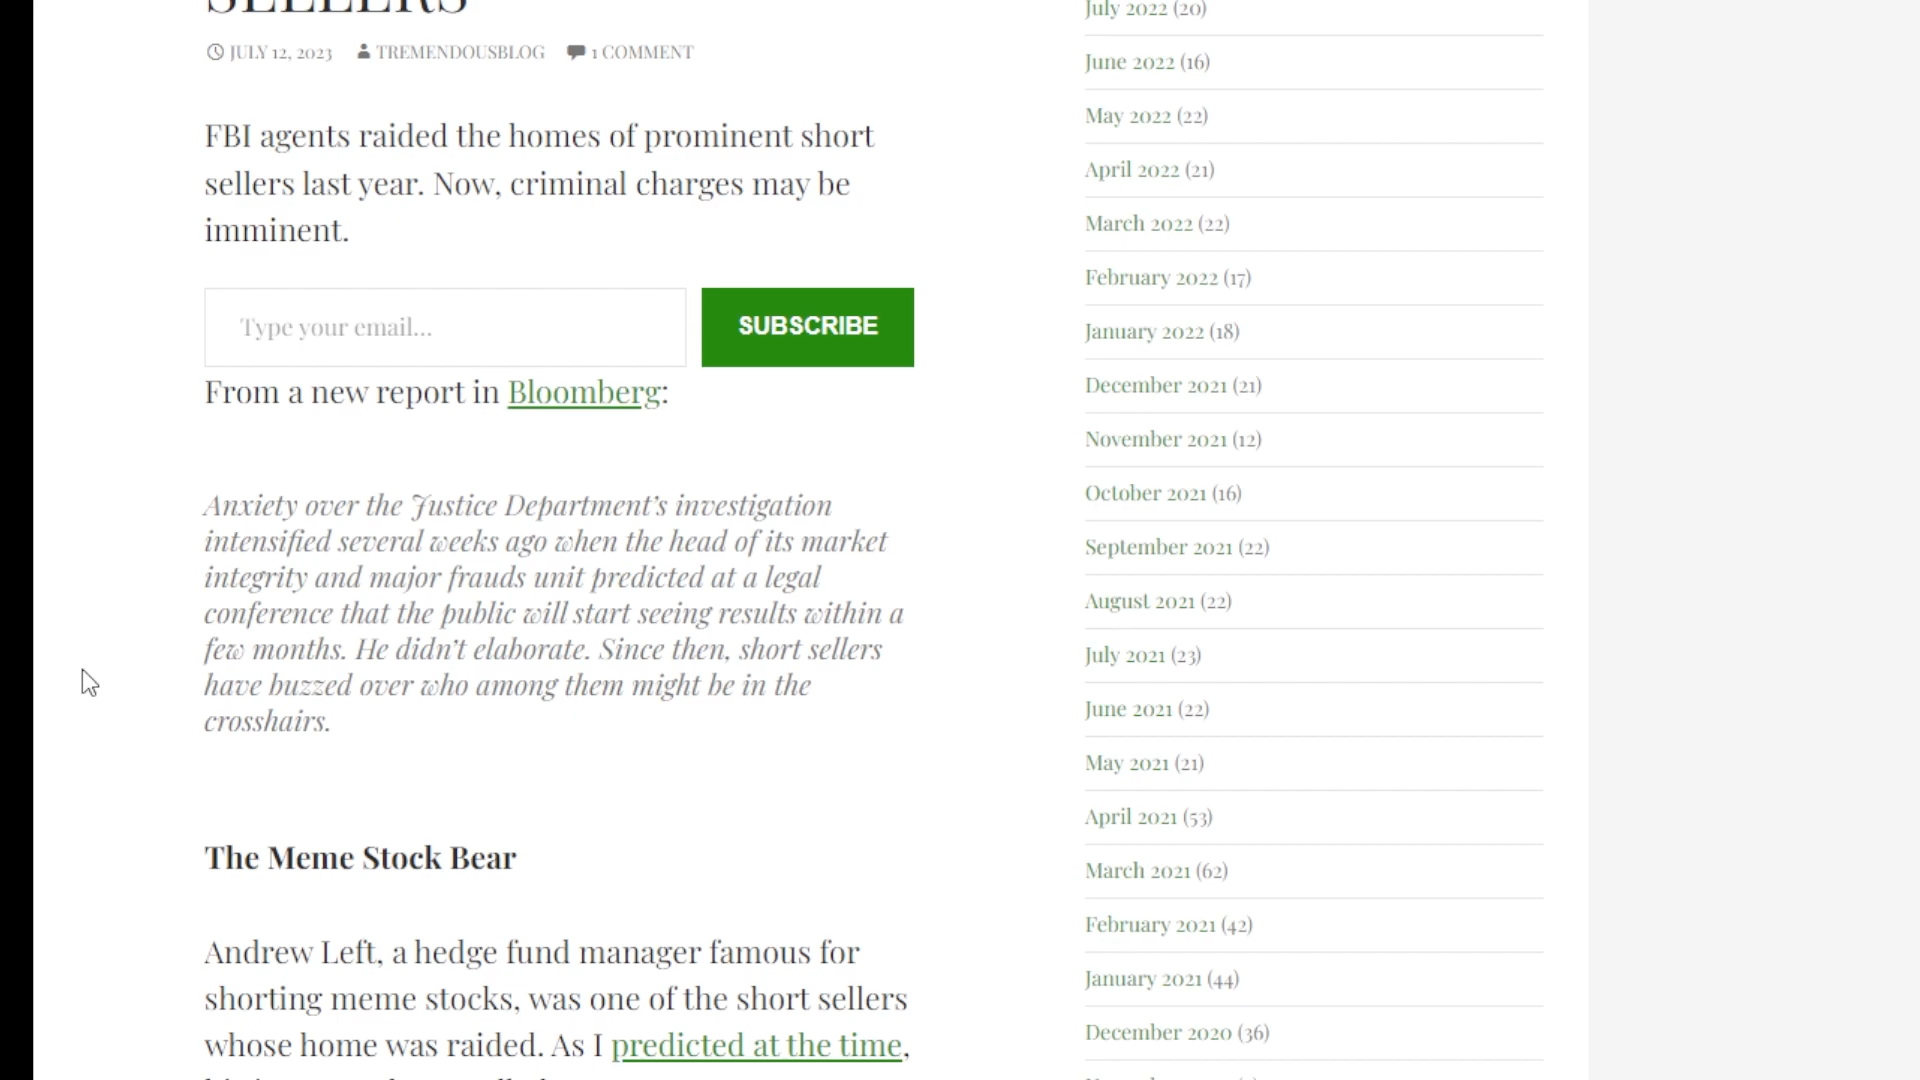 SELLERS
JULY 12, 2023 TREMENDOUSBLOG 1 COMMENT
FBI agents raided the homes of prominent short
sellers last year. Now, criminal charges may be
imminent.
Type your email...
SUBSCRIBE
From a new report in Bloomberg:
Anxiety over the Justice Department’s investigation
intensified several weeks ago when the head of its market
integrity and major frauds unit predicted at a legal
conference that the public will start seeing results within a
few months. He didn’t elaborate. Since then, short sellers
have buzzed over who among them might be in the
crosshairs.
The Meme Stock Bear
Andrew Left, a hedge fund manager famous for
shorting meme stocks, was one of the short sellers
whose home was raided. As I predicted at the time,
July 2022 (20)
June 2022 (16)
May 2022 (22)
April 2022 (21)
March 2022 (22)
February 2022 (17)
January 2022 (18)
December 2021 (21)
November 2021 (12)
October 2021 (16)
September 2021 (22)
August 2021 (22)
July 2021 (23)
June 2021 (22)
May 2021 (21)
April 2021 (53)
March 2021 (62)
February 2021 (42)
January 2021 (44)
December 2020 (36)